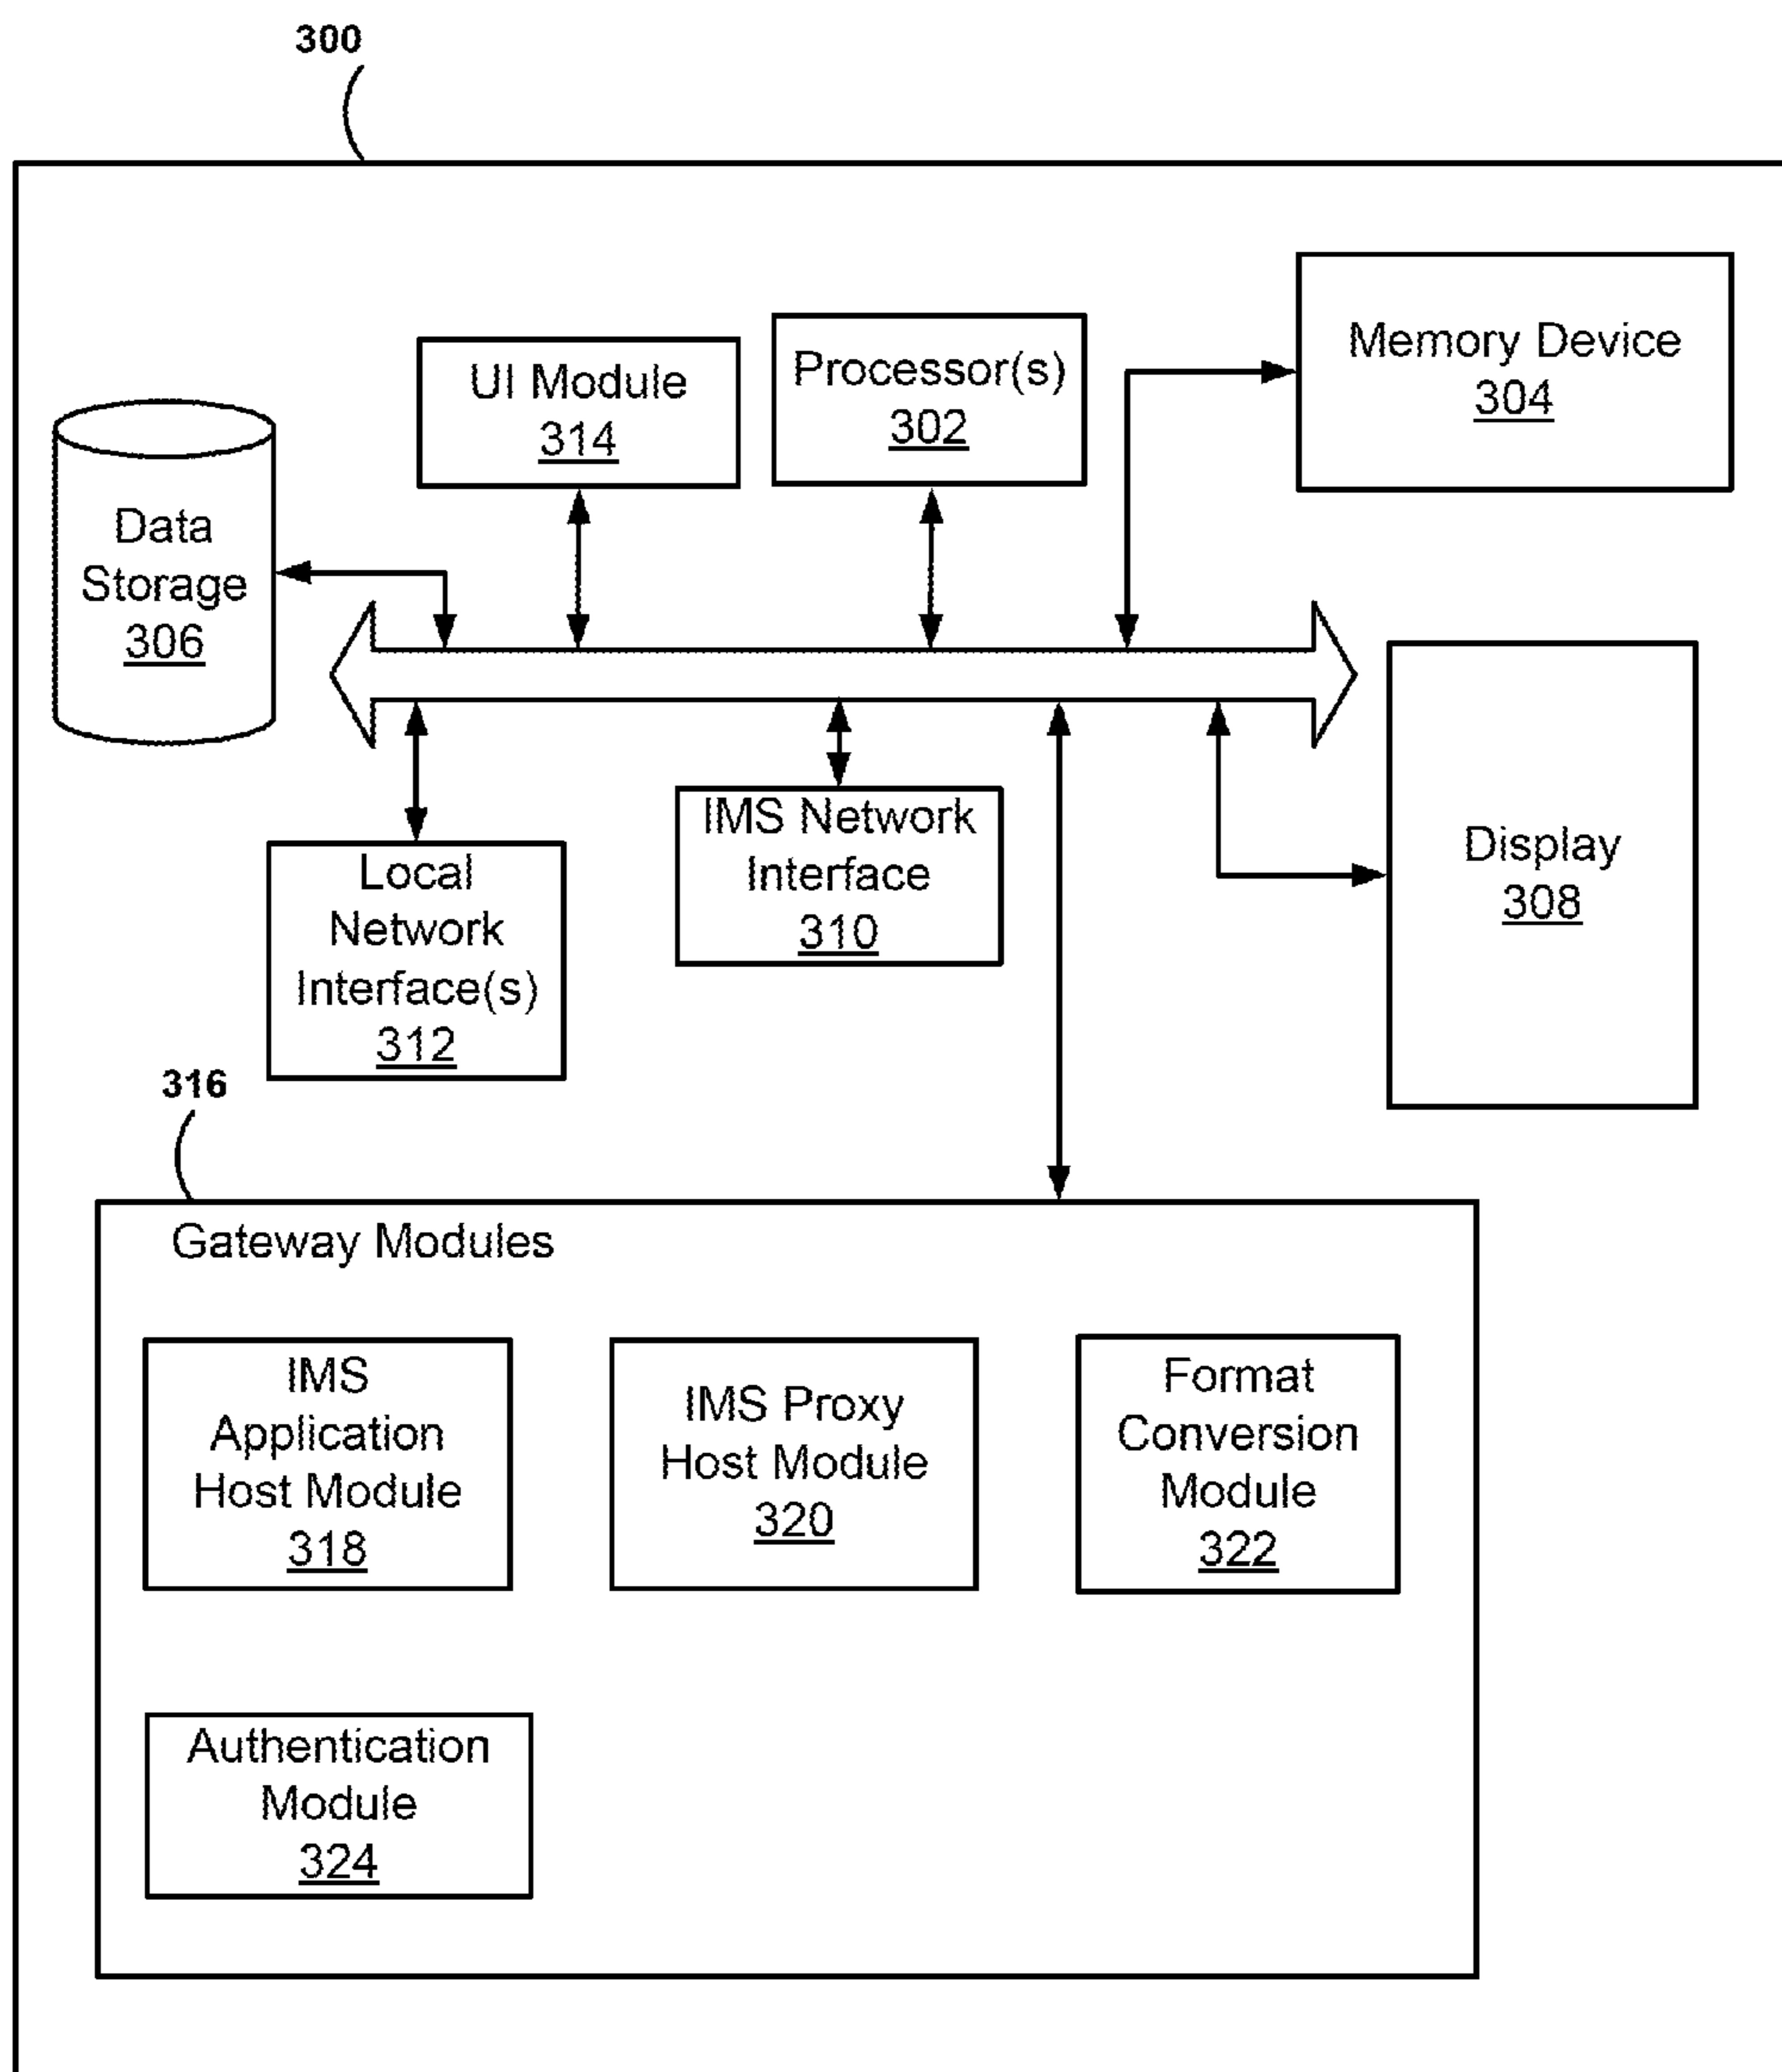 300
Memory Device
304
Processor(s)
302
UI Module
314
Data
Storage
306
IMS Network
Interface
310
Display
308
Local
Network
Interface(s)
312
316
Gateway Modules
IMS
Application
Host Module
318
IMS Proxy
Host Module
320
Format
Conversion
Module
322
Authentication
Module
324